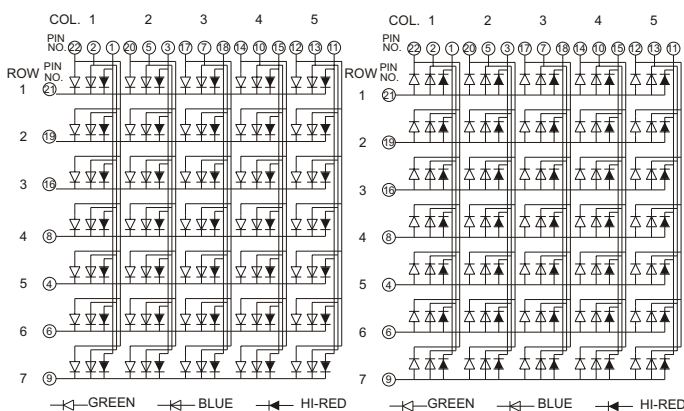 COL. 1 2 3 4 5
PIN NO. 22 2 1 20 5 3 17 7 18 14 10 15 12 13 11
ROW PIN NO.
1 21
2 19
3 16
4 8
5 4
6 6
7 9
GREEN BLUE HI-RED
COL. 1 2 3 4 5
PIN NO. 22 2 1 20 5 3 17 7 18 14 10 15 12 13 11
ROW PIN NO.
1 21
2 19
3 16
4 8
5 4
6 6
7 9
GREEN BLUE HI-RED